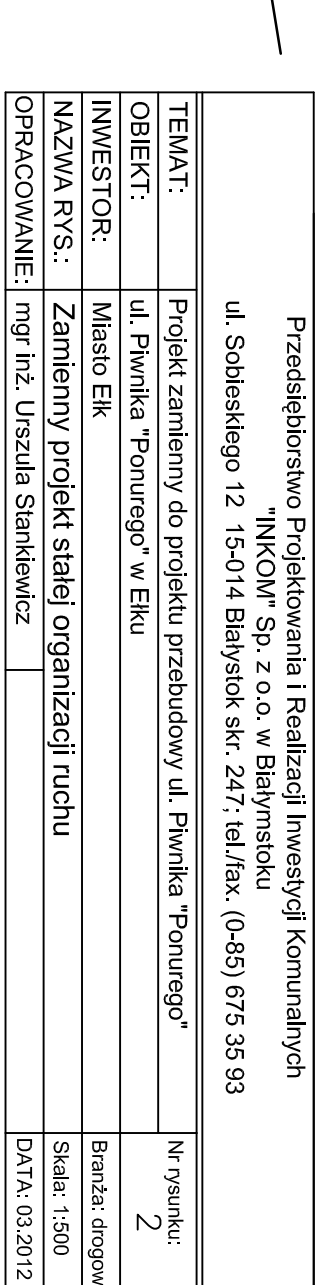 Przedsiębiorstwo Projektowania i Realizacji Inwestycji Komunalnych
"INKOM" Sp. z o.o. w Białymstoku
ul. Sobieskiego 12 15-014 Białystok skr. 247; tel./fax. (0-85) 675 35 93
TEMAT: Projekt zamienny do projektu przebudowy ul. Piwnika "Ponurego" Nr rysunku:
OBIEKT: ul. Piwnika "Ponurego" w Ełku 2
INWESTOR: Miasto Ełk Branża: drogow
NAZWA RYS.: Zamienny projekt stałej organizacji ruchu Skala: 1:500
OPRACOWANIE: mgr inż. Urszula Stankiewicz DATA: 03.2012